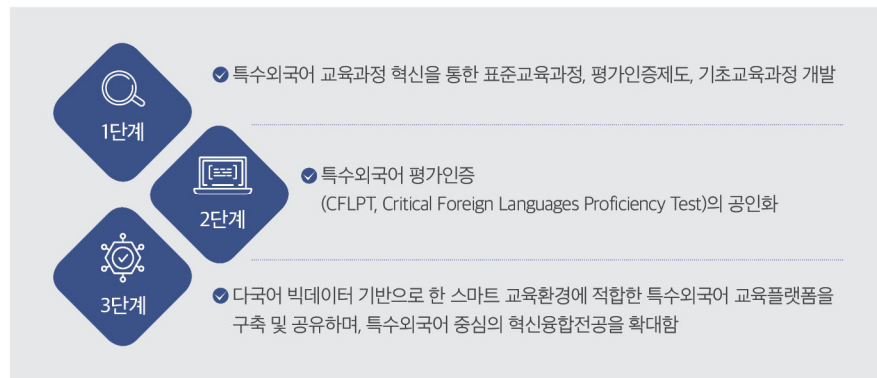 1단계
특수외국어 교육과정 혁신을 통한 표준교육과정, 평가인증제도, 기초교육과정 개발
2단계
특수외국어 평가인증
(CFLPT, Critical Foreign Languages Proficiency Test)의 공인화
3단계
다국어 빅데이터 기반으로 한 스마트 교육환경에 적합한 특수외국어 교육플랫폼을
구축 및 공유하며, 특수외국어 중심의 혁신융합전공을 확대함